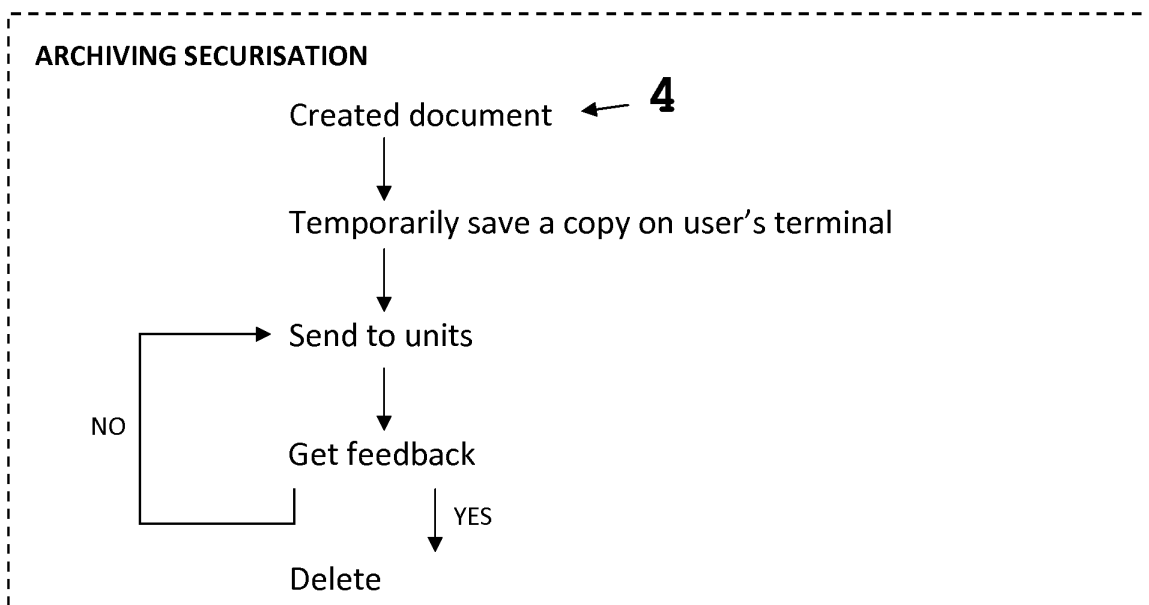 ARCHIVING SECURISATION
Created document
4
Temporarily save a copy on user’s terminal
Send to units
NO
Get feedback
YES
Delete